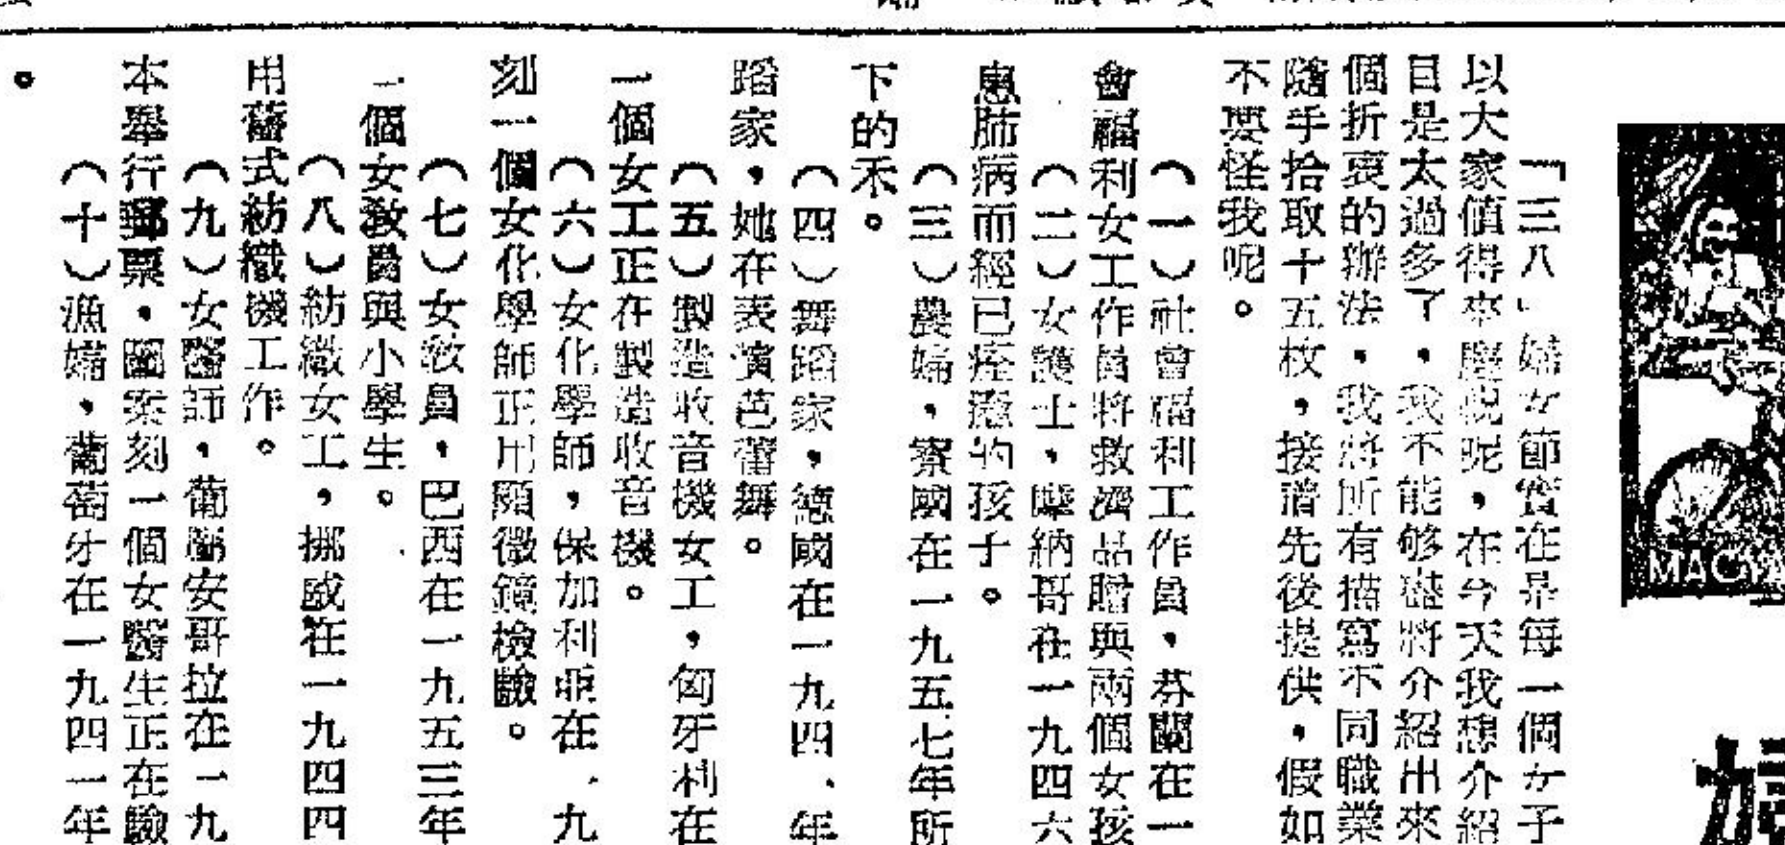 「三八」婦女節實在是每一個女子
以大家值得來慶祝呢，在今天我想介紹
目是太過多了，我不能够盡將介紹出來
個折衷的辦法，我將所有描寫不同職業
隨手拾取十五枚，接着先後提供，假如
不要怪我呢。
（一）社會福利工作員，芬蘭在一
會福利女工作員將救濟品贈與兩個女孩
（二）女護士，摩納哥在一九四六
患肺病而經已痊癒的孩子。
（三）農婦，寮國在一九五七年所
下的禾。
（四）舞蹈家，德國在一九四一年
蹈家，她在表演芭蕾舞。
（五）製造收音機女工，匈牙利在
一個女工正在製造收音機。
（六）女化學師，保加利亞在一九
刻一個女化學師正用顯微鏡檢驗。
（七）女敎員，巴西在一九五三年
一個女敎員與小學生。
（八）紡織女工，挪威在一九四四
用舊式紡織機工作。
（九）女醫師，葡屬安哥拉在一九
本舉行郵票，圖案刻一個女醫生正在驗
（十）漁婦，葡萄牙在一九四一年
。
MAGYA